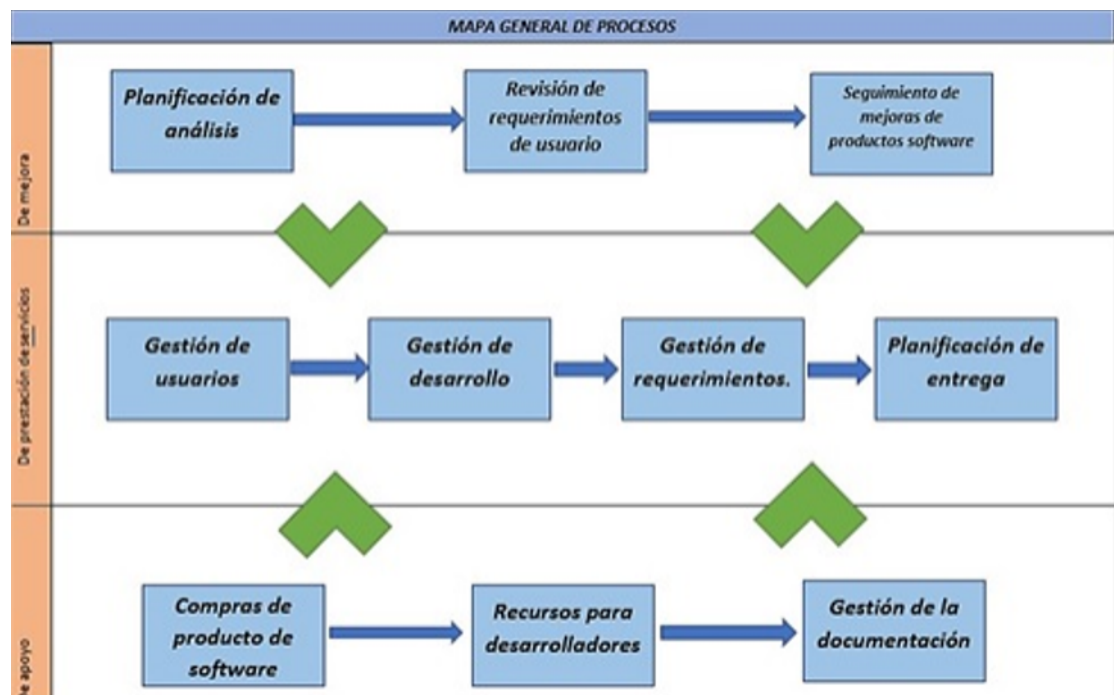 MAPA GENERAL DE PROCESOS
De mejora
Planificación de
análisis
Revisión de
requerimientos
de usuario
Seguimiento de
mejoras de
productos software
De prestación de servicios
Gestión de
usuarios
Gestión de
desarrollo
Gestión de
requerimientos.
Planificación de
entrega
De apoyo
Compras de
producto de
software
Recursos para
desarrolladores
Gestión de la
documentación